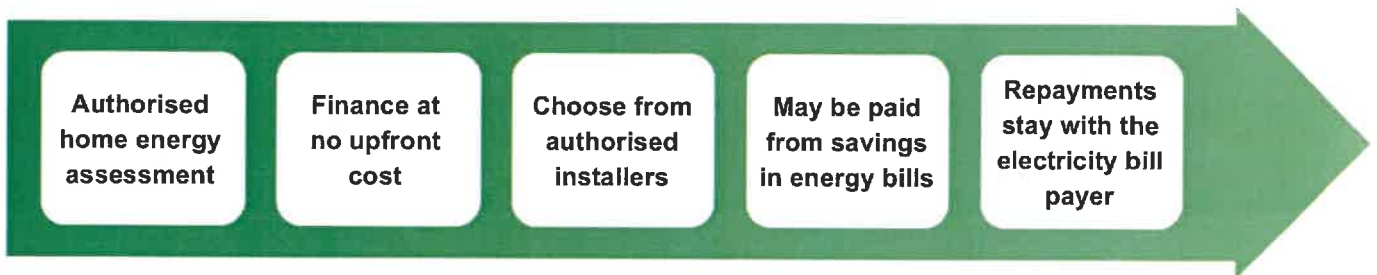 Authorised
home energy
assessment
Finance at
no upfront
cost
Choose from
authorised
installers
May be paid
from savings
in energy bills
Repayments
stay with the
electricity bill
payer